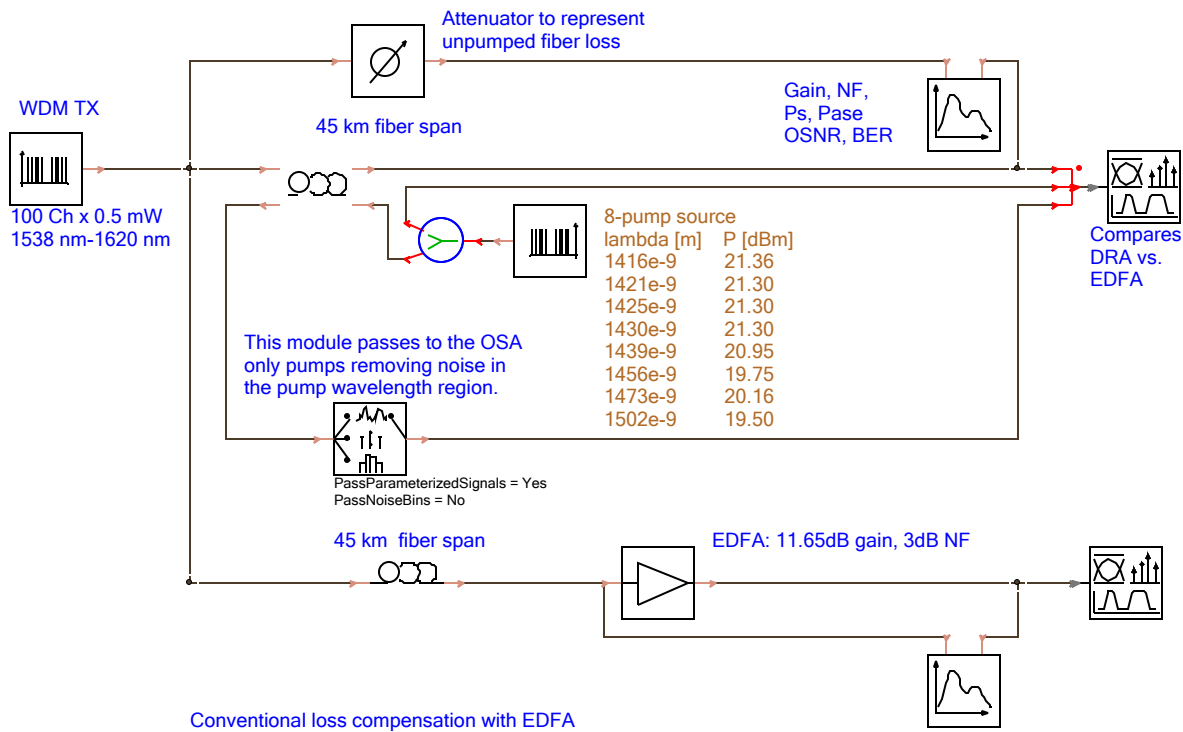 Attenuator to represent
unpumped fiber loss
WDM TX
45 km fiber span
Gain, NF,
Ps, Pase
OSNR, BER
100 Ch x 0.5 mW
1538 nm-1620 nm
8-pump source
lambda [m] P [dBm]
1416e-9 21.36
1421e-9 21.30
1425e-9 21.30
1430e-9 21.30
1439e-9 20.95
1456e-9 19.75
1473e-9 20.16
1502e-9 19.50
Compares
DRA vs.
EDFA
This module passes to the OSA
only pumps removing noise in
the pump wavelength region.
PassParameterizedSignals = Yes
PassNoiseBins = No
45 km fiber span
EDFA: 11.65dB gain, 3dB NF
Conventional loss compensation with EDFA